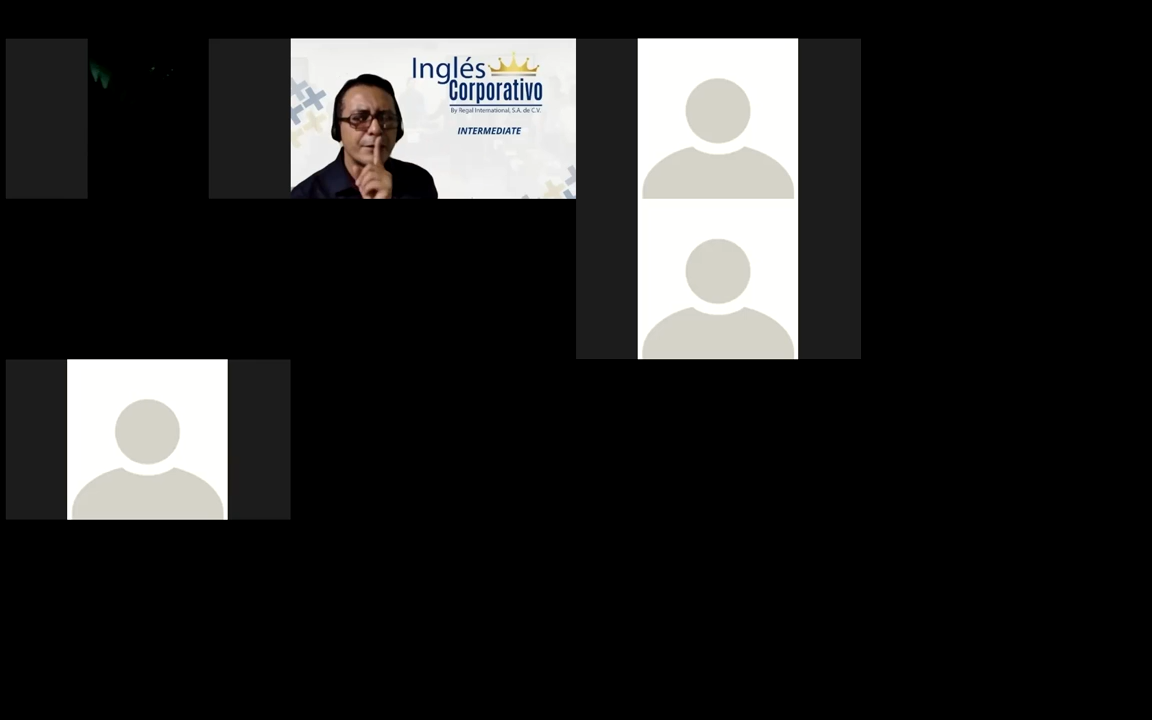 Inglés
Corporativo
By Regal International, S.A. de C.V.
INTERMEDIATE